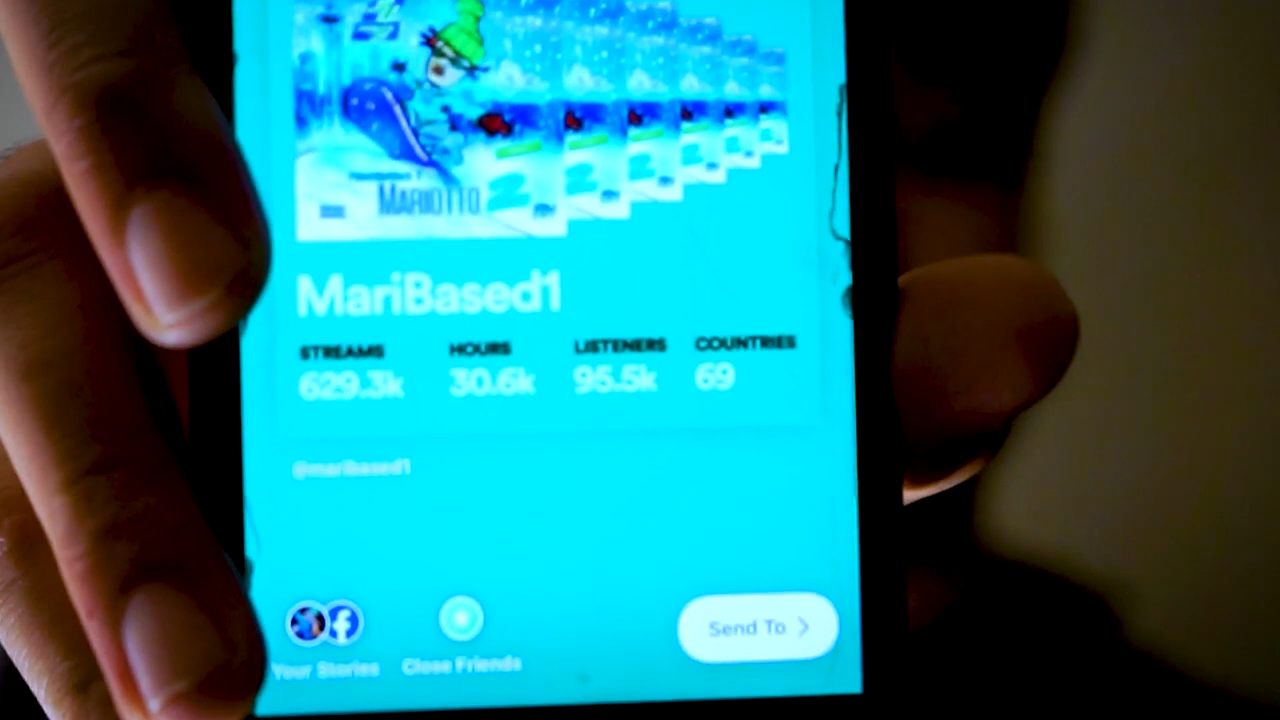 MARIOTTO
MariBased1
STREAMS HOURS LISTENERS COUNTRIES
629.3k 30.6k 95.5k 69
@maribased1
Your Stories Close Friends Send To